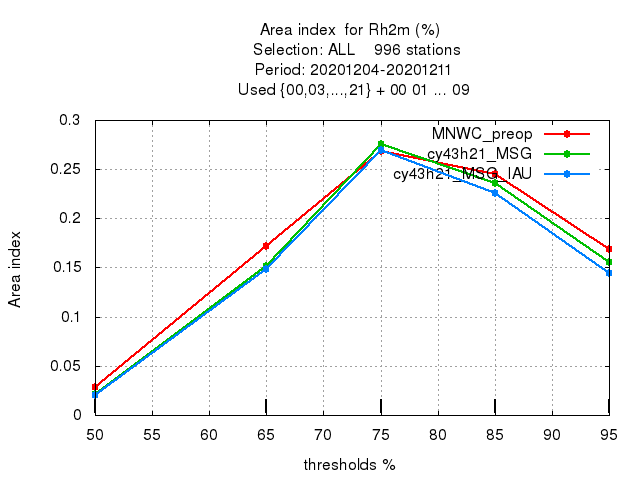 Area index for Rh2m (%)
Selection: ALL 996 stations
Period: 20201204-20201211
Used {00,03,...,21} + 00 01 ... 09
0.3
0.25
0.2
0.15
0.1
0.05
0
Area index
MNWC_preop
cy43h21_MSG
cy43h21_MSG_IAU
50 55 60 65 70 75 80 85 90 95
thresholds %